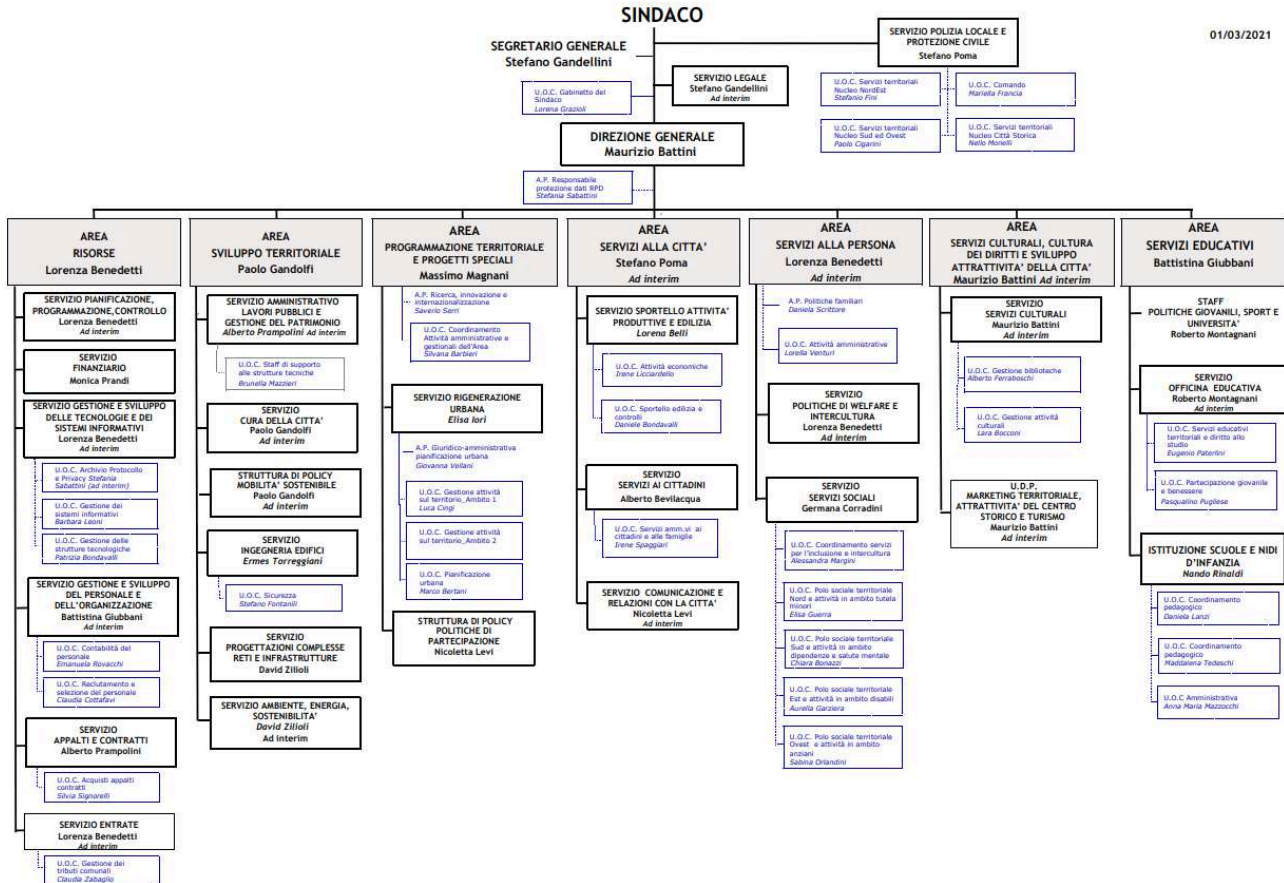 SINDACO
01/03/2021
SEGRETARIO GENERALE
Stefano Gandellini
SERVIZIO POLIZIA LOCALE E
PROTEZIONE CIVILE
Stefano Poma
U.O.C. Gabinetto del
Sindaco
Lorena Grazioli
SERVIZIO LEGALE
Stefano Gandellini
Ad interim
U.O.C. Servizi territoriali
Nucleo NordEst
Stefanio Fini
U.O.C. Comando
Mariella Francia
U.O.C. Servizi territoriali
Nucleo Sud ed Ovest
Paolo Cigarini
U.O.C. Servizi territoriali
Nucleo Città Storica
Nello Monelli
DIREZIONE GENERALE
Maurizio Battini
A.P. Responsabile
protezione dati RPD
Stefania Sabattini
AREA
RISORSE
Lorenza Benedetti
SERVIZIO PIANIFICAZIONE,
PROGRAMMAZIONE,CONTROLLO
Lorenza Benedetti
Ad interim
SERVIZIO
FINANZIARIO
Monica Prandi
SERVIZIO GESTIONE E SVILUPPO
DELLE TECNOLOGIE E DEI
SISTEMI INFORMATIVI
Lorenza Benedetti
Ad interim
U.O.C. Archivio Protocollo
e Privacy Stefania
Sabattini (ad interim)
U.O.C. Gestione dei
sistemi informativi
Barbara Leoni
U.O.C. Gestione delle
strutture tecnologiche
Patrizia Bondavalli
SERVIZIO GESTIONE E SVILUPPO
DEL PERSONALE E
DELL'ORGANIZZAZIONE
Battistina Giubbani
Ad interim
U.O.C. Contabilità del
personale
Emanuela Rovacchi
U.O.C. Reclutamento e
selezione del personale
Claudia Cottafavi
SERVIZIO
APPALTI E CONTRATTI
Alberto Prampolini
U.O.C. Acquisti appalti
contratti
Silvia Signorelli
SERVIZIO ENTRATE
Lorenza Benedetti
Ad interim
U.O.C. Gestione dei
tributi comunali
Claudia Zabaglio
AREA
SVILUPPO TERRITORIALE
Paolo Gandolfi
SERVIZIO AMMINISTRATIVO
LAVORI PUBBLICI E
GESTIONE DEL PATRIMONIO
Alberto Prampolini Ad interim
U.O.C. Staff di supporto
alle strutture tecniche
Brunella Mazzieri
SERVIZIO
CURA DELLA CITTA'
Paolo Gandolfi
Ad interim
STRUTTURA DI POLICY
MOBILITA' SOSTENIBILE
Paolo Gandolfi
Ad interim
SERVIZIO
INGEGNERIA EDIFICI
Ermes Torreggiani
U.O.C. Sicurezza
Stefano Fontanili
SERVIZIO
PROGETTAZIONI COMPLESSE
RETI E INFRASTRUTTURE
David Zilioli
SERVIZIO AMBIENTE, ENERGIA,
SOSTENIBILITA'
David Zilioli
Ad interim
AREA
PROGRAMMAZIONE TERRITORIALE
E PROGETTI SPECIALI
Massimo Magnani
A.P. Ricerca, innovazione e
internazionalizzazione
Saverio Serri
U.O.C. Coordinamento
Attività amministrative e
gestionali dell'Area
Silvana Barbieri
SERVIZIO RIGENERAZIONE
URBANA
Elisa Iori
A.P. Giuridico-amministrativa
pianificazione urbana
Giovanna Vellani
U.O.C. Gestione attività
sul territorio_Ambito 1
Luca Cingi
U.O.C. Gestione attività
sul territorio_Ambito 2
U.O.C. Pianificazione
urbana
Marco Bertani
STRUTTURA DI POLICY
POLITICHE DI
PARTECIPAZIONE
Nicoletta Levi
AREA
SERVIZI ALLA CITTA'
Stefano Poma
Ad interim
SERVIZIO SPORTELLO ATTIVITA'
PRODUTTIVE E EDILIZIA
Lorena Belli
U.O.C. Attività economiche
Irene Licciardello
U.O.C. Sportello edilizia e
controlli
Daniele Bondavalli
SERVIZIO
SERVIZI AI CITTADINI
Alberto Bevilacqua
U.O.C. Servizi amm.vi ai
cittadini e alle famiglie
Irene Spaggiari
SERVIZIO COMUNICAZIONE E
RELAZIONI CON LA CITTA'
Nicoletta Levi
Ad interim
AREA
SERVIZI ALLA PERSONA
Lorenza Benedetti
Ad interim
A.P. Politiche familiari
Daniela Scrittore
U.O.C. Attività amministrative
Lorella Venturi
SERVIZIO
POLITICHE DI WELFARE E
INTERCULTURA
Lorenza Benedetti
Ad interim
SERVIZIO
SERVIZI SOCIALI
Germana Corradini
U.O.C. Coordinamento servizi
per l'inclusione e intercultura
Alessandra Margini
U.O.C. Polo sociale territoriale
Nord e attività in ambito tutela
minori
Elisa Guerra
U.O.C. Polo sociale territoriale
Sud e attività in ambito
dipendenze e salute mentale
Chiara Bonazzi
U.O.C. Polo sociale territoriale
Est e attività in ambito disabili
Aurella Garziera
U.O.C. Polo sociale territoriale
Ovest e attività in ambito
anziani
Sabina Orlandini
AREA
SERVIZI CULTURALI, CULTURA
DEI DIRITTI E SVILUPPO
ATTRATTIVITA' DELLA CITTA'
Maurizio Battini Ad interim
SERVIZIO
SERVIZI CULTURALI
Maurizio Battini
Ad interim
U.O.C. Gestione biblioteche
Alberto Ferraboschi
U.O.C. Gestione attività
culturali
Lara Bocconi
U.D.P.
MARKETING TERRITORIALE,
ATTRATTIVITA' DEL CENTRO
STORICO E TURISMO
Maurizio Battini
Ad interim
AREA
SERVIZI EDUCATIVI
Battistina Giubbani
STAFF
POLITICHE GIOVANILI, SPORT E
UNIVERSITA'
Roberto Montagnani
SERVIZIO
OFFICINA EDUCATIVA
Roberto Montagnani
Ad interim
U.O.C. Servizi educativi
territoriali e diritto allo
studio
Eugenio Paterlini
U.O.C. Partecipazione giovanile
e benessere
Pasqualino Pugliese
ISTITUZIONE SCUOLE E NIDI
D'INFANZIA
Nando Rinaldi
U.O.C. Coordinamento
pedagogico
Daniela Lanzi
U.O.C. Coordinamento
pedagogico
Maddalena Tedeschi
U.O.C Amministrativa
Anna Maria Mazzocchi